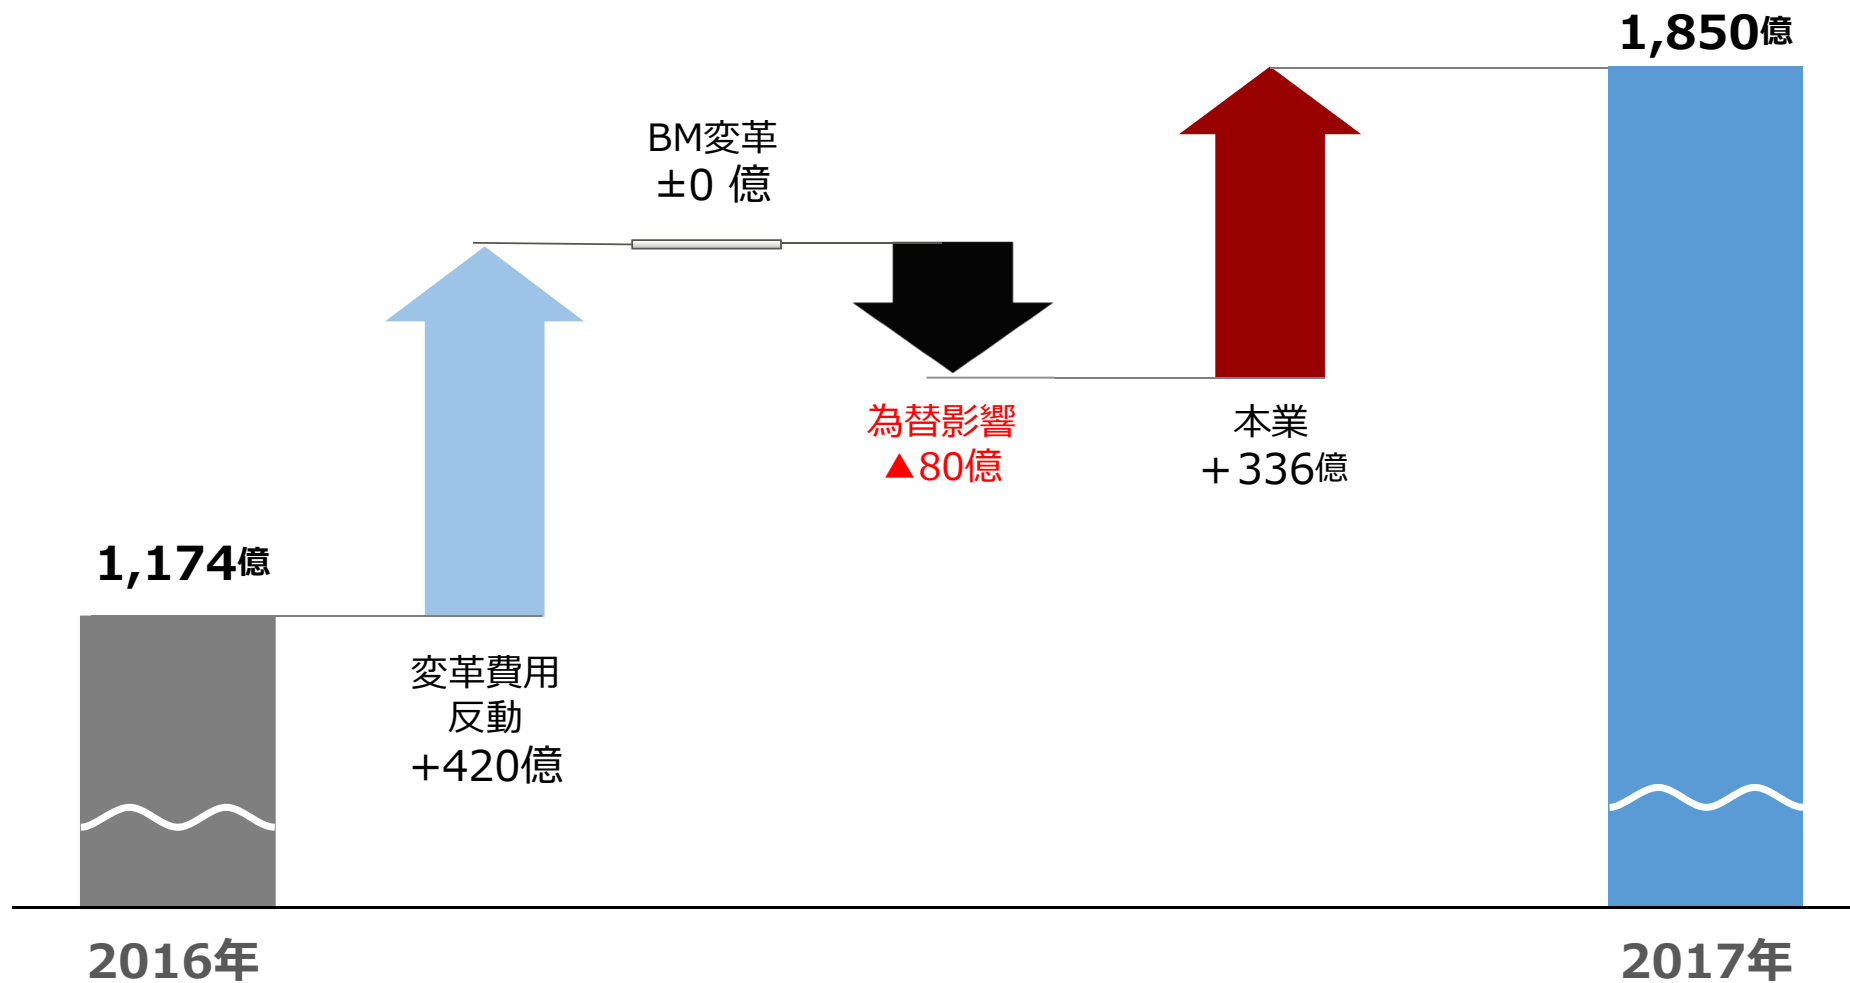 1,850億
BM変革
±0 億
為替影響
▲80億
本業
＋336億
1,174億
変革費用
反動
+420億
2016年
2017年